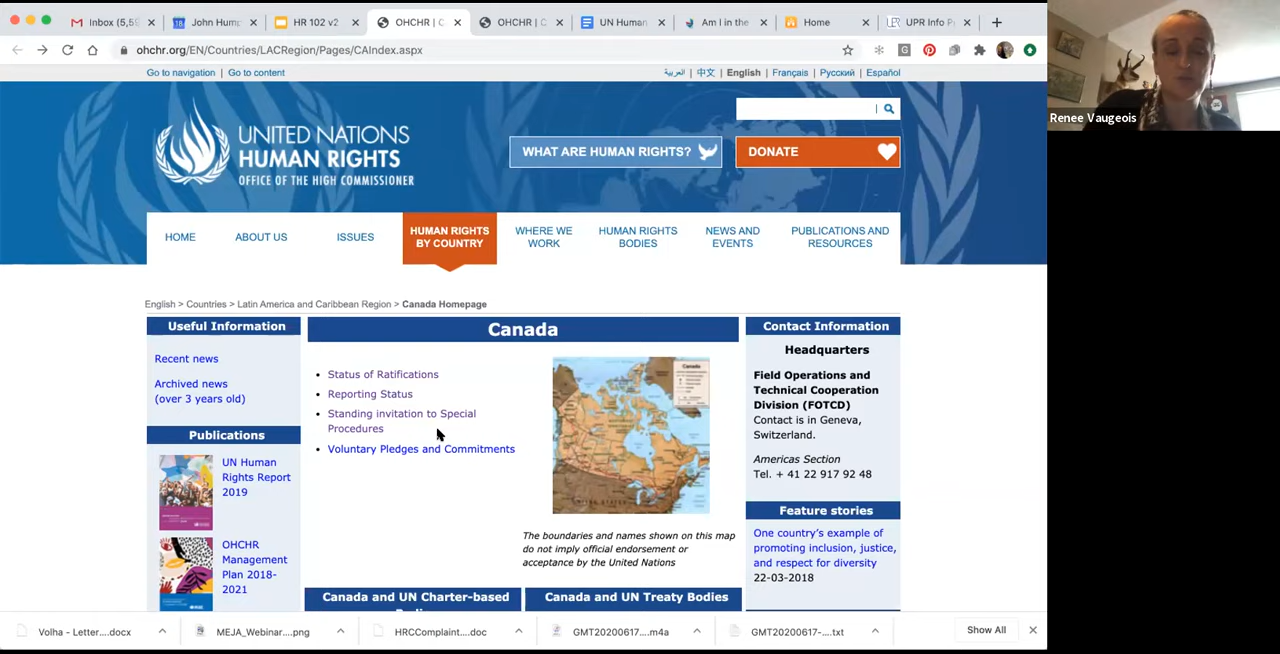 Inbox (5,59
John Hump
HR 102 v2
OHCHR | C
OHCHR | C
UN Human
Am I in the
Home
UPR Info P
ohchr.org/EN/Countries/LACRegion/Pages/CAIndex.aspx
Go to navigation | Go to content
العربية | 中文 | English | Français | Русский | Español
UNITED NATIONS
HUMAN RIGHTS
OFFICE OF THE HIGH COMMISSIONER
WHAT ARE HUMAN RIGHTS?
DONATE
HOME
ABOUT US
ISSUES
HUMAN RIGHTS
BY COUNTRY
WHERE WE
WORK
HUMAN RIGHTS
BODIES
NEWS AND
EVENTS
PUBLICATIONS AND
RESOURCES
English > Countries > Latin America and Caribbean Region > Canada Homepage
Useful Information
Recent news
Archived news
(over 3 years old)
Publications
UN Human
Rights Report
2019
OHCHR
Management
Plan 2018-
2021
Canada
• Status of Ratifications
• Reporting Status
• Standing invitation to Special
Procedures
• Voluntary Pledges and Commitments
Canada
The boundaries and names shown on this map
do not imply official endorsement or
acceptance by the United Nations
Canada and UN Charter-based
Canada and UN Treaty Bodies
Contact Information
Headquarters
Field Operations and
Technical Cooperation
Division (FOTCD)
Contact is in Geneva,
Switzerland.
Americas Section
Tel. + 41 22 917 92 48
Feature stories
One country's example of
promoting inclusion, justice,
and respect for diversity
22-03-2018
Volha - Letter....docx
MEJA_Webinar....png
HRCComplaint....doc
GMT20200617....m4a
GMT20200617-....txt
Show All
Renee Vaugeois